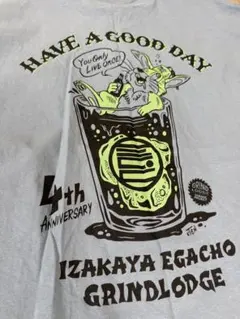 HAVE A GOOD DAY
YOU ONLY
LIVE ONCE!
4th
ANNIVERSARY
IZAKAYA EGACHO
GRINDLODGE